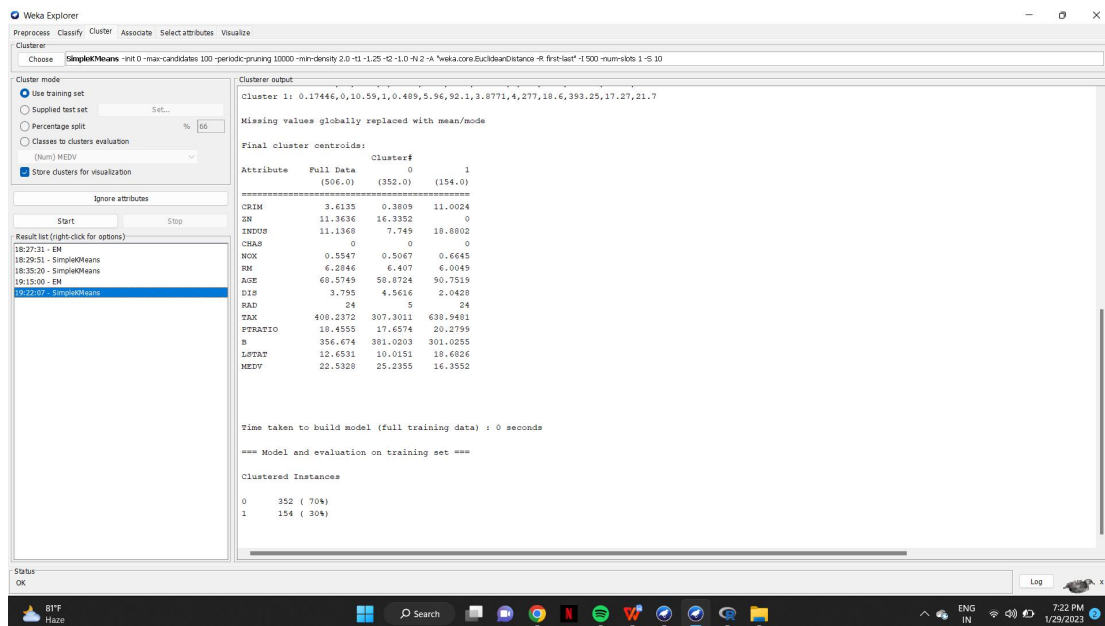 Weka Explorer
Preprocess Classify Cluster Associate Select attributes Visualize
Clusterer
Choose SimpleKMeans -init 0 -max-candidates 100 -periodic-pruning 10000 -min-density 2.0 -t1 -1.25 -t2 -1.0 -N 2 -A "weka.core.EuclideanDistance -R first-last" -I 500 -num-slots 1 -S 10
Cluster mode
Use training set
Supplied test set Set...
Percentage split % 66
Classes to clusters evaluation
(Num) MEDV
Store clusters for visualization
Ignore attributes
Start Stop
Result list (right-click for options)
18:27:31 - EM
18:29:51 - SimpleKMeans
18:35:20 - SimpleKMeans
19:15:00 - EM
19:22:07 - SimpleKMeans
Clusterer output
Cluster 1: 0.17446,0,10.59,1,0.489,5.96,92.1,3.8771,4,277,18.6,393.25,17.27,21.7
Missing values globally replaced with mean/mode
Final cluster centroids:
Cluster#
Attribute Full Data 0 1
(506.0) (352.0) (154.0)
==========================================
CRIM 3.6135 0.3809 11.0024
ZN 11.3636 16.3352 0
INDUS 11.1368 7.749 18.8802
CHAS 0 0 0
NOX 0.5547 0.5067 0.6645
RM 6.2846 6.407 6.0049
AGE 68.5749 58.8724 90.7519
DIS 3.795 4.5616 2.0428
RAD 24 5 24
TAX 408.2372 307.3011 638.9481
PTRATIO 18.4555 17.6574 20.2799
B 356.674 381.0203 301.0255
LSTAT 12.6531 10.0151 18.6826
MEDV 22.5328 25.2355 16.3552
Time taken to build model (full training data) : 0 seconds
=== Model and evaluation on training set ===
Clustered Instances
0 352 ( 70%)
1 154 ( 30%)
Status
OK
Log
x 0
81°F
Haze
Search
ENG
IN
7:22 PM
1/29/2023
2